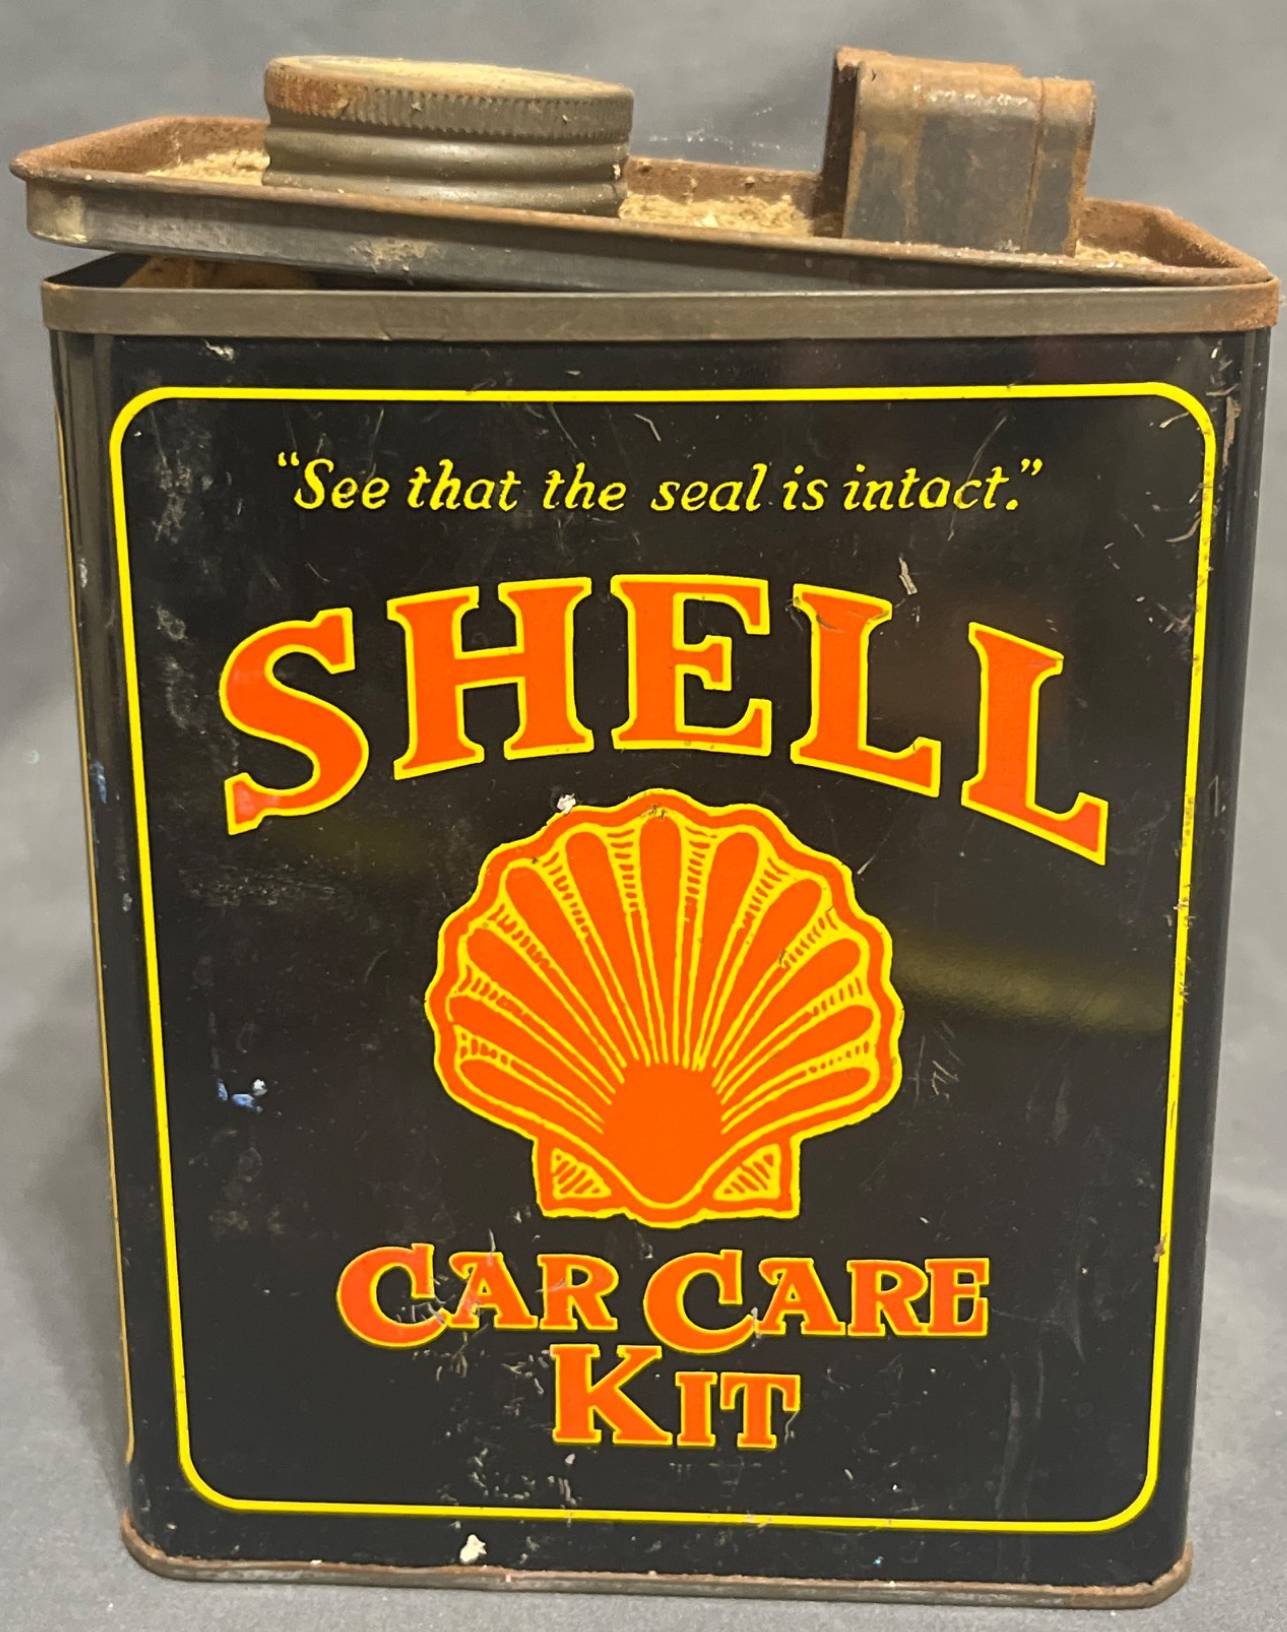 "See that the seal is intact."
SHELL
CAR CARE
KIT